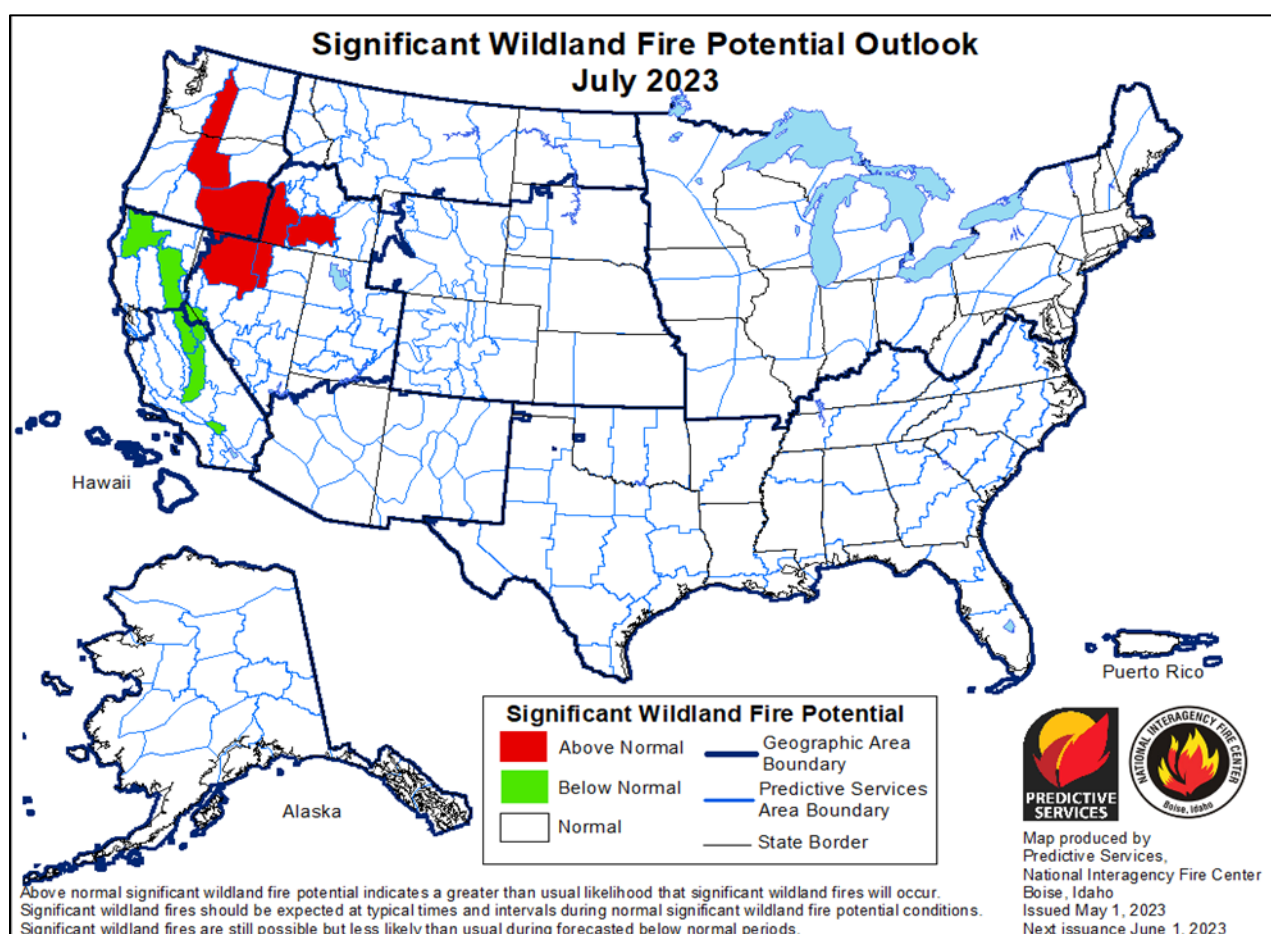 Significant Wildland Fire Potential Outlook
July 2023
Hawaii
Puerto Rico
Alaska
Significant Wildland Fire Potential
Above Normal
Below Normal
Normal
Geographic Area
Boundary
Predictive Services
Area Boundary
State Border
PREDICTIVE
SERVICES
NATIONAL INTERAGENCY FIRE CENTER
Boise, Idaho
Map produced by
Predictive Services,
National Interagency Fire Center
Boise, Idaho
Issued May 1, 2023
Next issuance June 1, 2023
Above normal significant wildland fire potential indicates a greater than usual likelihood that significant wildland fires will occur.
Significant wildland fires should be expected at typical times and intervals during normal significant wildland fire potential conditions.
Significant wildland fires are still possible but less likely than usual during forecasted below normal periods.